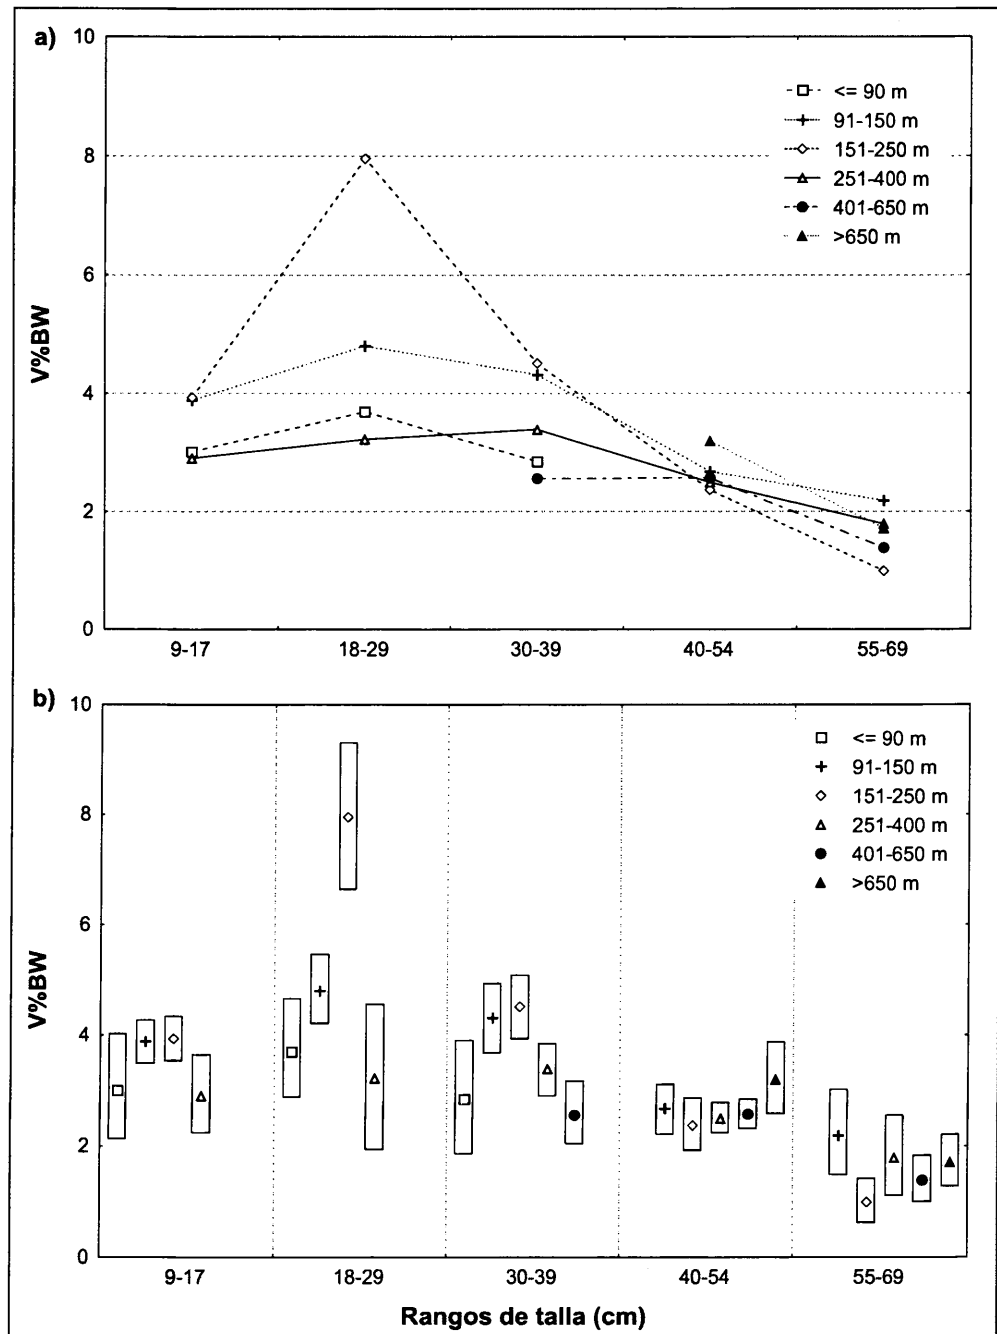 a)
10
8
6
4
2
0
V%BW
<= 90 m
91-150 m
151-250 m
251-400 m
401-650 m
>650 m
9-17
18-29
30-39
40-54
55-69
b)
10
8
6
4
2
0
V%BW
<= 90 m
91-150 m
151-250 m
251-400 m
401-650 m
>650 m
9-17
18-29
30-39
40-54
55-69
Rangos de talla (cm)